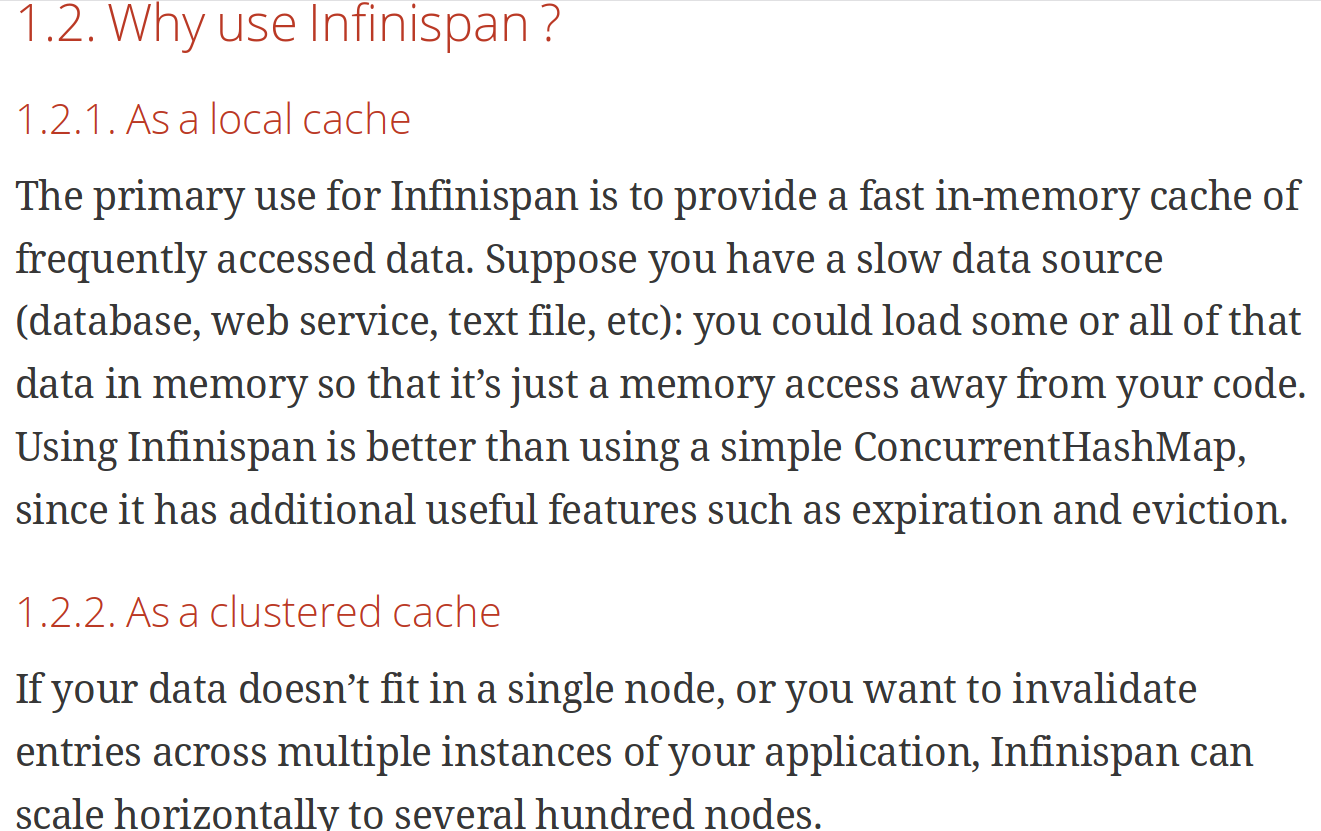 1.2. Why use Infinispan ?
1.2.1. As a local cache
The primary use for Infinispan is to provide a fast in-memory cache of
frequently accessed data. Suppose you have a slow data source
(database, web service, text file, etc): you could load some or all of that
data in memory so that it’s just a memory access away from your code.
Using Infinispan is better than using a simple ConcurrentHashMap,
since it has additional useful features such as expiration and eviction.
1.2.2. As a clustered cache
If your data doesn’t fit in a single node, or you want to invalidate
entries across multiple instances of your application, Infinispan can
scale horizontally to several hundred nodes.